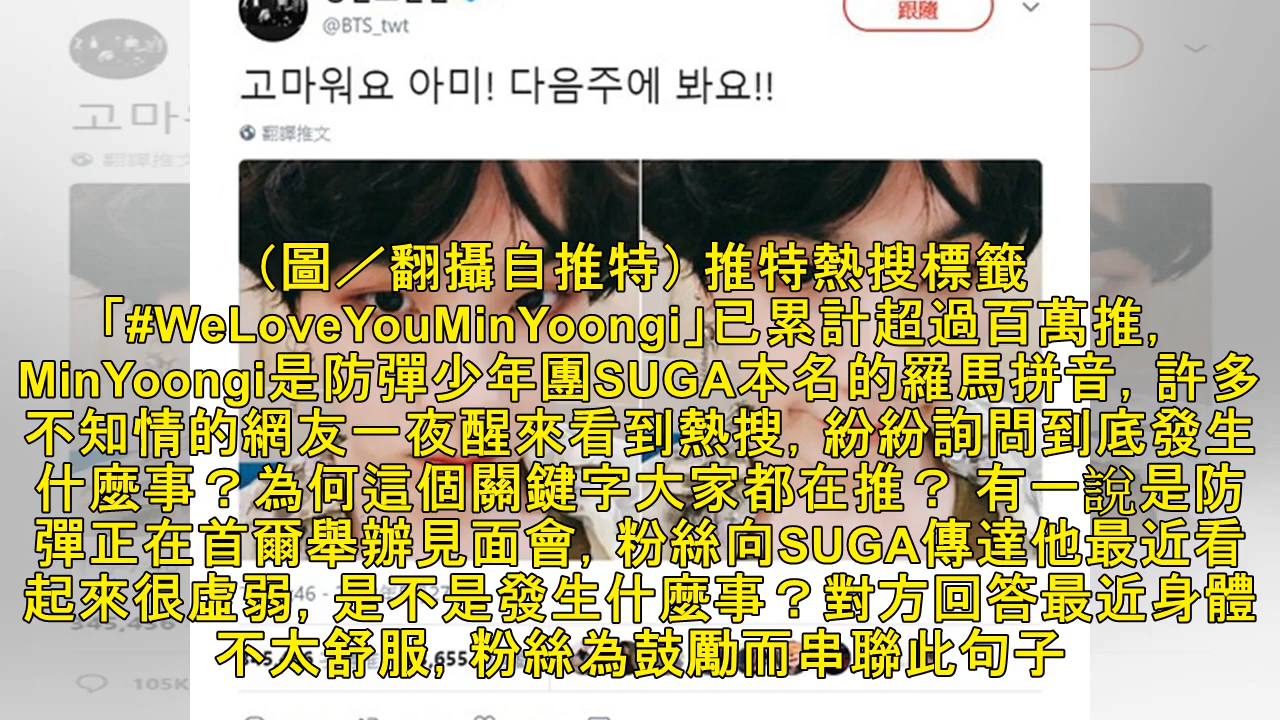 @BTS_twt
跟隨
고마워요 아미! 다음주에 봐요!!
翻譯推文
(圖／翻攝自推特) 推特熱搜標籤
「#WeLoveYouMinYoongi」已累計超過百萬推,
MinYoongi是防彈少年團SUGA本名的羅馬拼音, 許多
不知情的網友一夜醒來看到熱搜, 紛紛詢問到底發生
什麼事？為何這個關鍵字大家都在推？ 有一說是防
彈正在首爾舉辦見面會, 粉絲向SUGA傳達他最近看
起來很虛弱, 是不是發生什麼事？對方回答最近身體
不太舒服, 粉絲為鼓勵而串聯此句子
105K